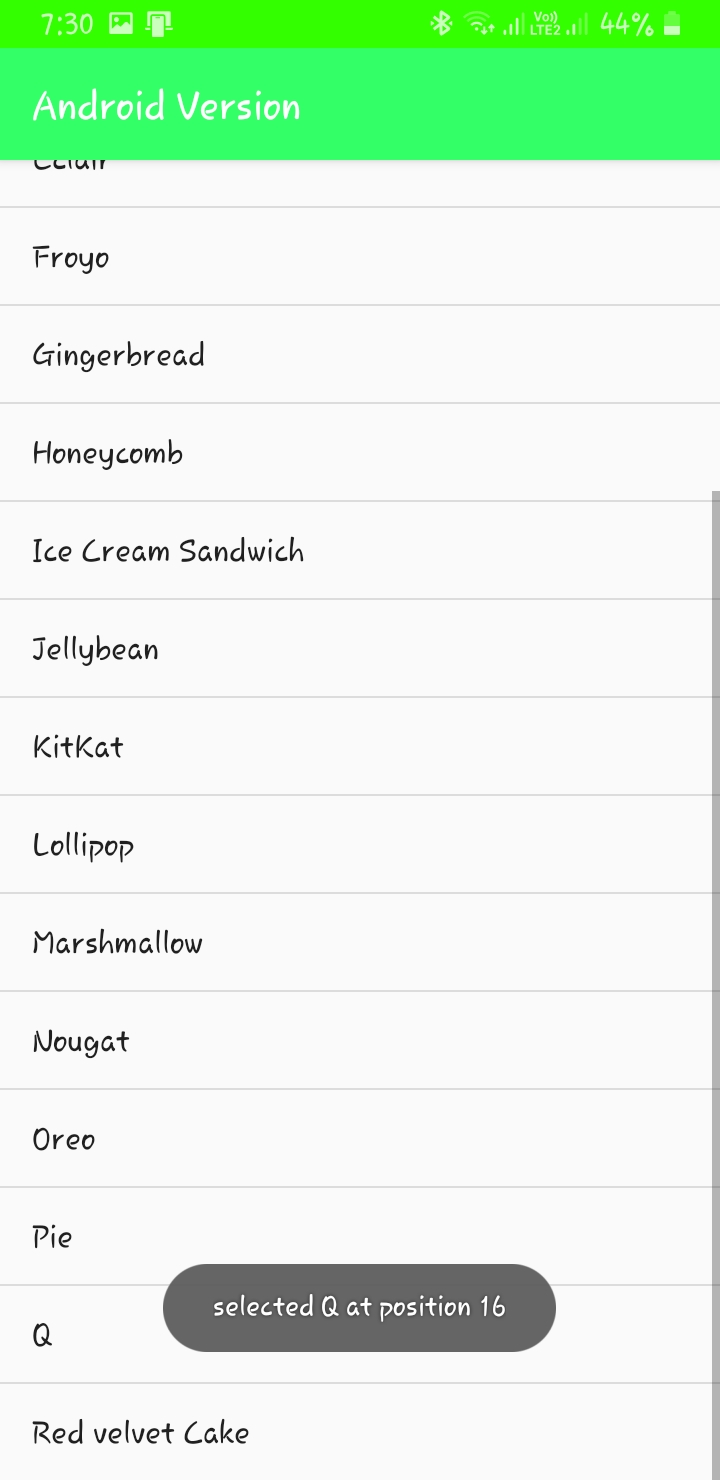 7:30 Vo)) LTE2 44%
Android Version
Eclair
Froyo
Gingerbread
Honeycomb
Ice Cream Sandwich
Jellybean
KitKat
Lollipop
Marshmallow
Nougat
Oreo
Pie
selected Q at position 16
Q
Red velvet Cake